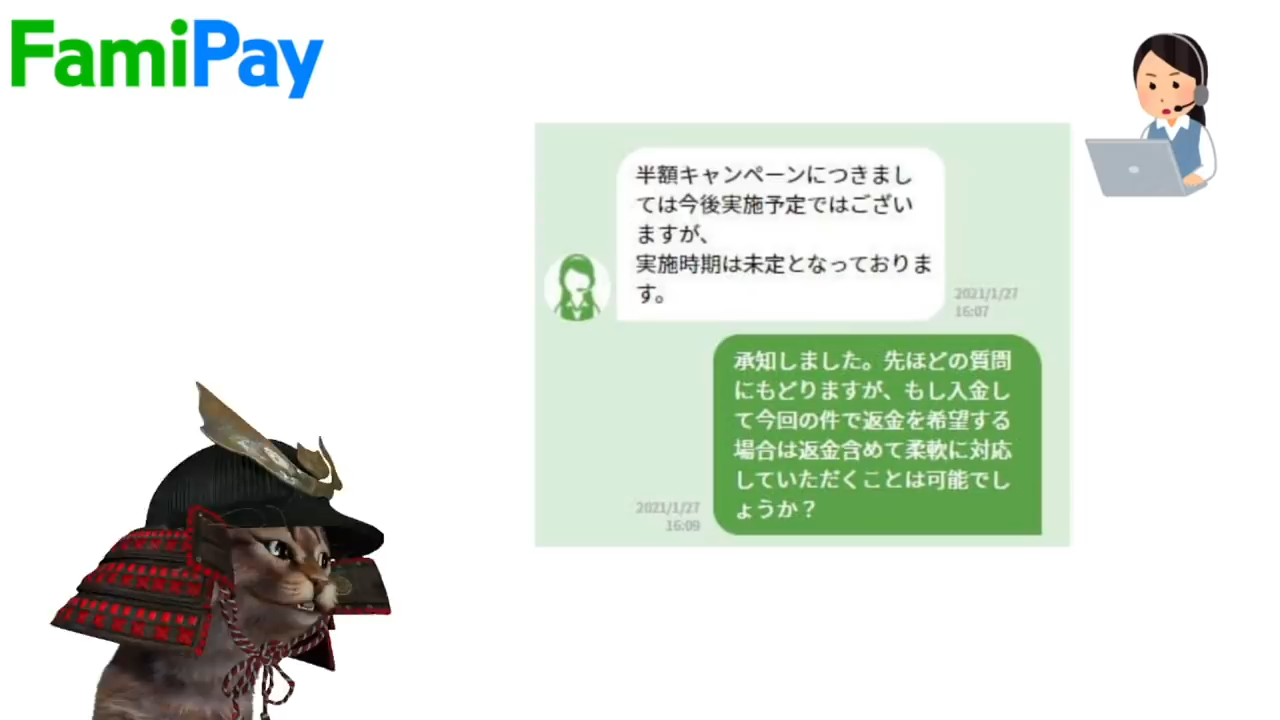 FamiPay
半額キャンペーンにつきまし
ては今後実施予定ではござい
ますが、
実施時期は未定となっておりま
す。
2021/1/27
16:07
承知しました。先ほどの質問
にもどりますが、もし入金し
て今回の件で返金を希望する
場合は返金含めて柔軟に対応
していただくことは可能でし
ょうか？
2021/1/27
16:09